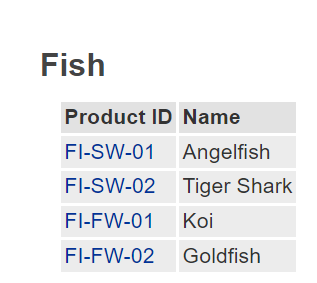 Fish
Product ID Name
FI-SW-01 Angelfish
FI-SW-02 Tiger Shark
FI-FW-01 Koi
FI-FW-02 Goldfish